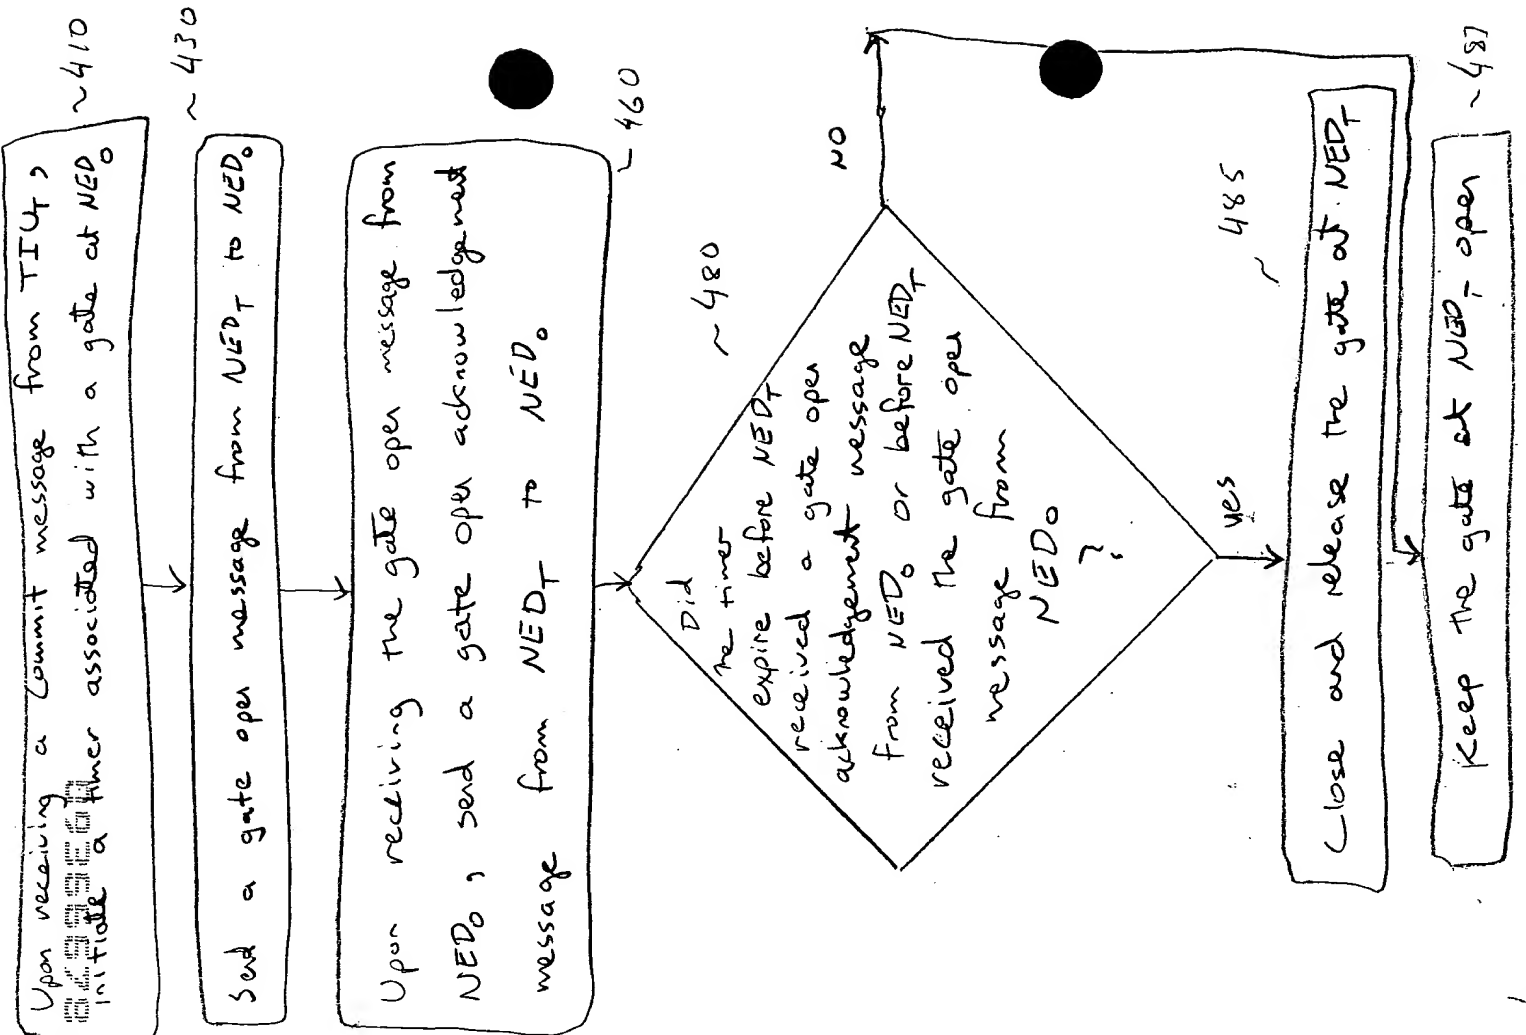 Upon receiving a Commit message from TIU_T,
initiate a timer associated with a gate at NED_O
~410
Send a gate open message from NED_T to NED_O
~430
Upon receiving the gate open message from
NED_O, send a gate open acknowledgement
message from NED_T to NED_O
~460
Did
the timer
expire before NED_T
received a gate open
acknowledgement message
from NED_O or before NED_T
received the gate open
message from
NED_O
?
~480
NO
yes
Close and release the gate at NED_T
~485
Keep the gate at NED_T open
~487